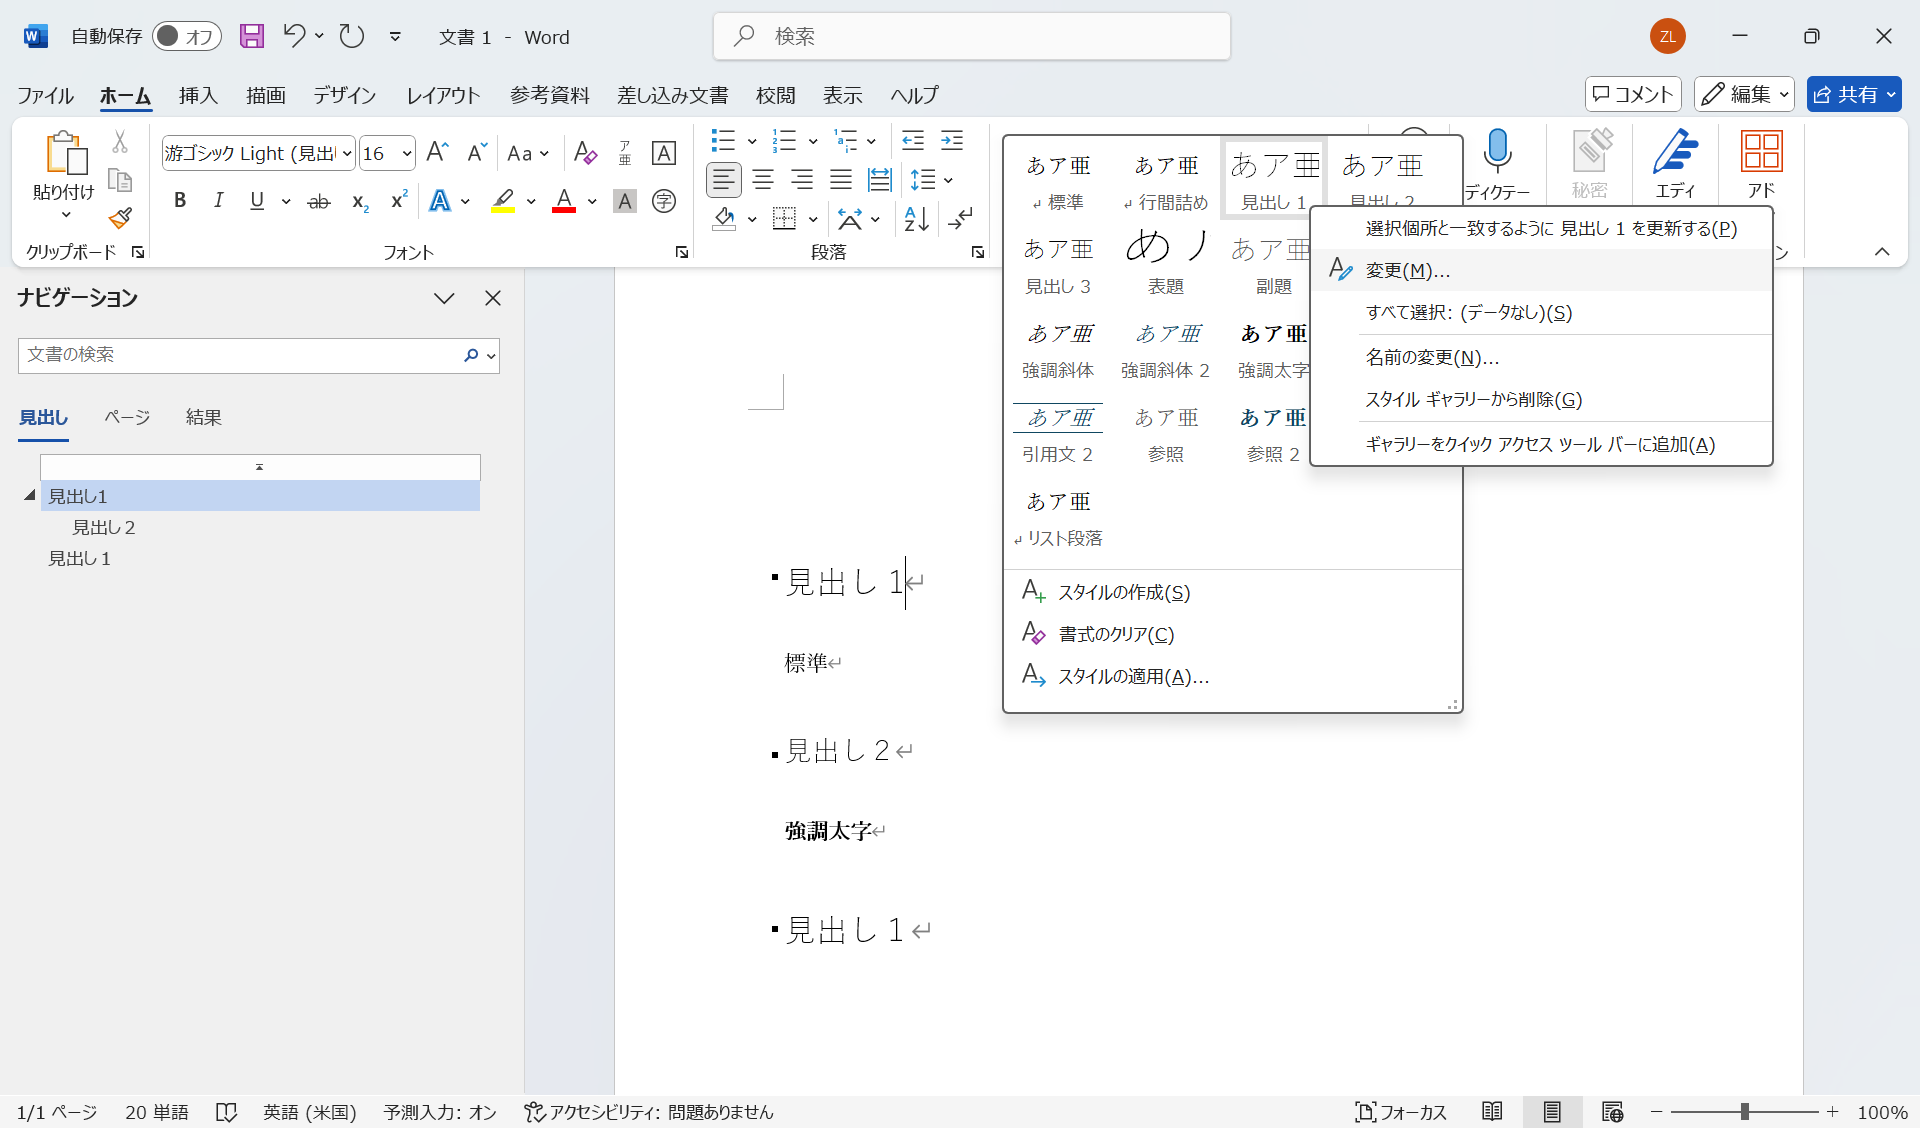 自動保存 オフ 文書 1 - Word 検索 ZL
ファイル ホーム 挿入 描画 デザイン レイアウト 参考資料 差し込み文書 校閲 表示 ヘルプ コメント 編集 共有
貼り付け
クリップボード
游ゴシック Light (見出 16 Aa
B I U ab x₂ x² A A A 字
フォント
段落
あア亜 あア亜 あア亜 あア亜
標準 行間詰め 見出し 1 見出し 2
ディクテー 秘密 エディ アド
あア亜 あア亜
見出し 3 表題 副題
あア亜 あア亜 あア亜
強調斜体 強調斜体 2 強調太字
あア亜 あア亜 あア亜
引用文 2 参照 参照 2
あア亜
リスト段落
スタイルの作成(S)
書式のクリア(C)
スタイルの適用(A)...
選択個所と一致するように 見出し 1 を更新する(P)
変更(M)...
すべて選択: (データなし)(S)
名前の変更(N)...
スタイル ギャラリーから削除(G)
ギャラリーをクイック アクセス ツール バーに追加(A)
ナビゲーション
文書の検索
見出し ページ 結果
見出し1
見出し２
見出し１
見出し１
標準
見出し２
強調太字
見出し１
1/1 ページ 20 単語 英語 (米国) 予測入力: オン アクセシビリティ: 問題ありません フォーカス 100%